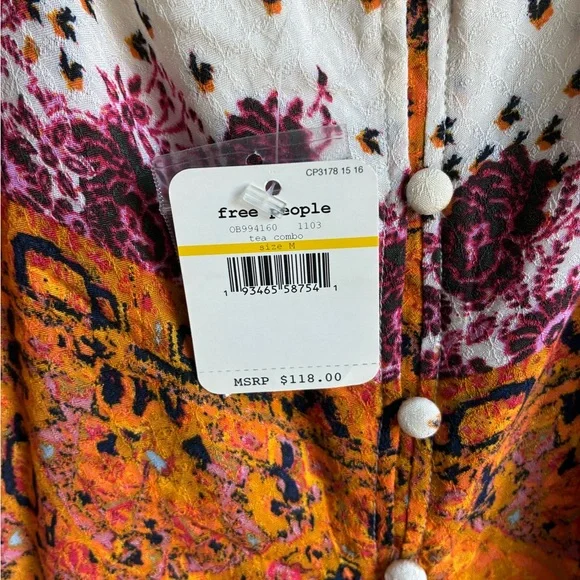 CP3178 15 16
free people
OB994160 1103
tea combo
size M
1 93465 58754 1
MSRP $118.00